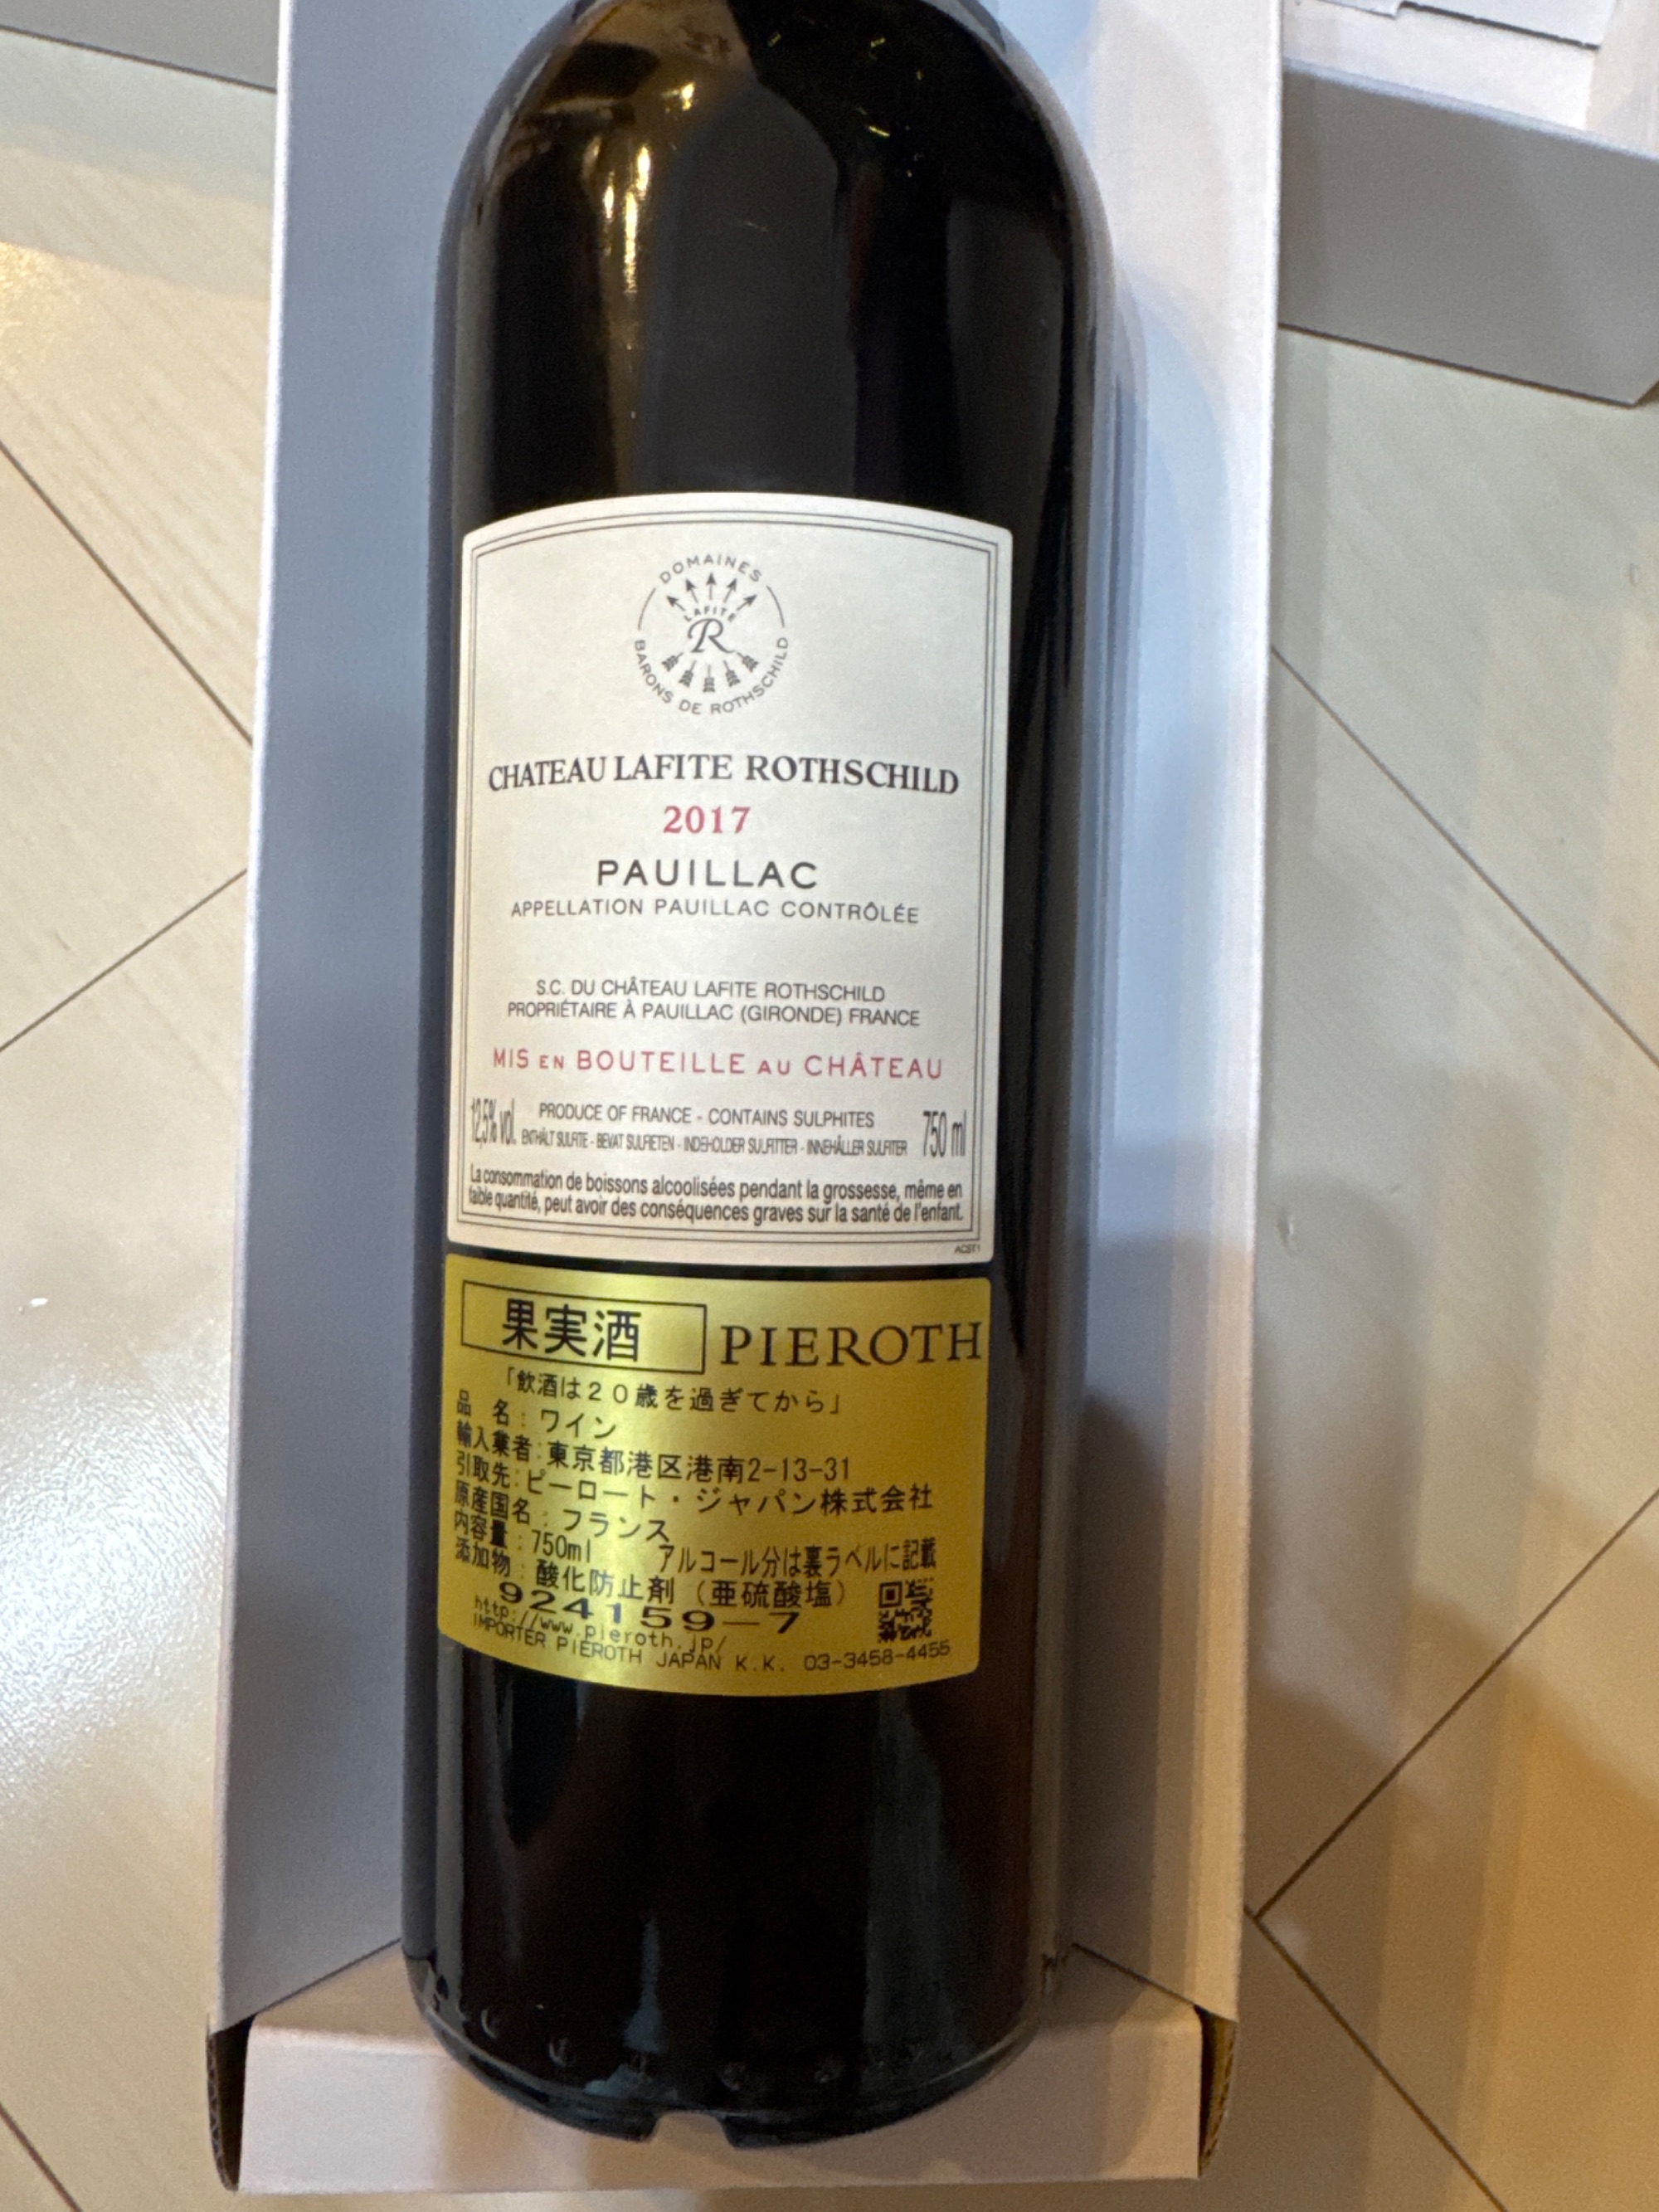 DOMAINES
LAFITE
R
BARONS DE ROTHSCHILD
CHATEAU LAFITE ROTHSCHILD
2017
PAUILLAC
APPELLATION PAUILLAC CONTRÔLÉE
S.C. DU CHÂTEAU LAFITE ROTHSCHILD
PROPRIÉTAIRE À PAUILLAC (GIRONDE) FRANCE
MIS EN BOUTEILLE AU CHÂTEAU
12,5% vol. PRODUCE OF FRANCE - CONTAINS SULPHITES 750 ml
ENTHÄLT SULFITE - BEVAT SULFIETEN - INDEHOLDER SULFITTER - INNEHÅLLER SULFITER
La consommation de boissons alcoolisées pendant la grossesse, même en
faible quantité, peut avoir des conséquences graves sur la santé de l'enfant.
ACST1
果実酒 PIEROTH
「飲酒は20歳を過ぎてから」
品 名：ワイン
輸入業者：東京都港区港南2-13-31
引取先：ピーロート・ジャパン株式会社
原産国名：フランス
内容量：750ml アルコール分は裏ラベルに記載
添加物：酸化防止剤（亜硫酸塩）
924159-7
http://www.pieroth.jp/
IMPORTER PIEROTH JAPAN K.K. 03-3458-4455